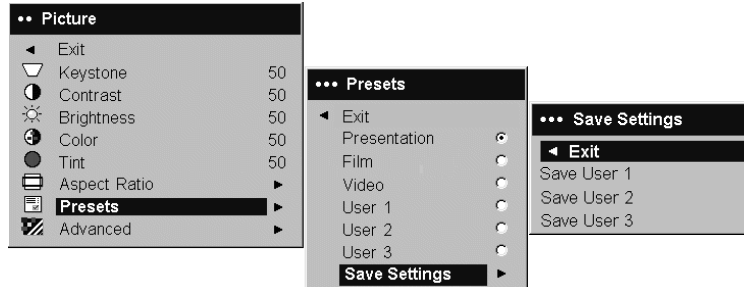 •• Picture
Exit
Keystone 50
Contrast 50
Brightness 50
Color 50
Tint 50
Aspect Ratio
Presets
Advanced
••• Presets
Exit
Presentation
Film
Video
User 1
User 2
User 3
Save Settings
••• Save Settings
Exit
Save User 1
Save User 2
Save User 3